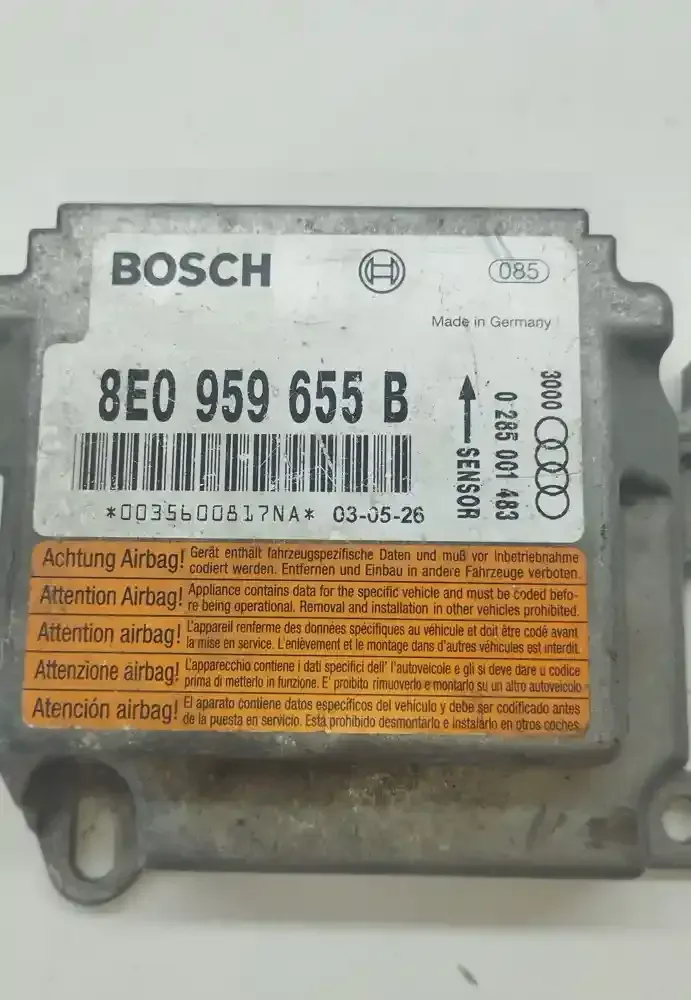 BOSCH
085
Made in Germany
8E0 959 655 B
SENSOR
0 285 001 483
3000
*0035600817NA* 03-05-26
Achtung Airbag! Gerät enthält fahrzeugspezifische Daten und muß vor Inbetriebnahme
codiert werden. Entfernen und Einbau in andere Fahrzeuge verboten.
Attention Airbag! Appliance contains data for the specific vehicle and must be coded befo-
re being operational. Removal and installation in other vehicles prohibited.
Attention airbag! L'appareil renferme des données spécifiques au véhicule et doit être codé avant
la mise en service. L'enlèvement et le montage dans d'autres véhicules est interdit.
Attenzione airbag! L'apparecchio contiene i dati specifici dell' l'autoveicole e gli si deve dare u codice
prima di metterlo in funzione. E' proibito rimuoverlo e montarlo su un altro autoveicolo
Atención airbag! El aparato contiene datos específicos del vehículo y debe ser codificado antes
de la puesta en servicio. Está prohibido desmontarlo e instalarlo en otros coches.